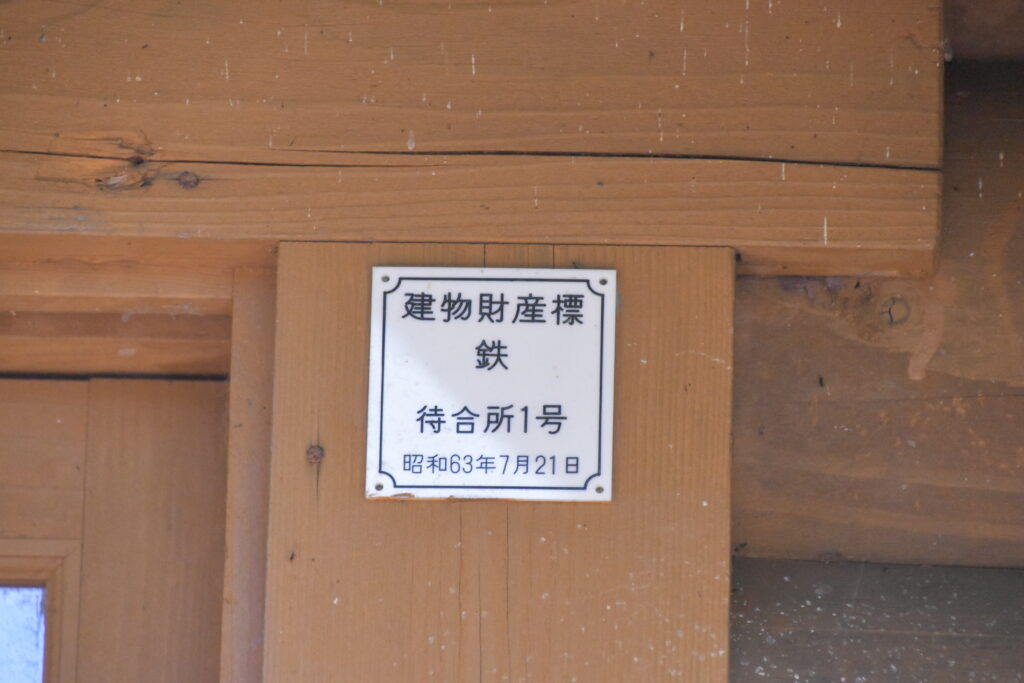 建物財産標
鉄
待合所1号
昭和63年7月21日